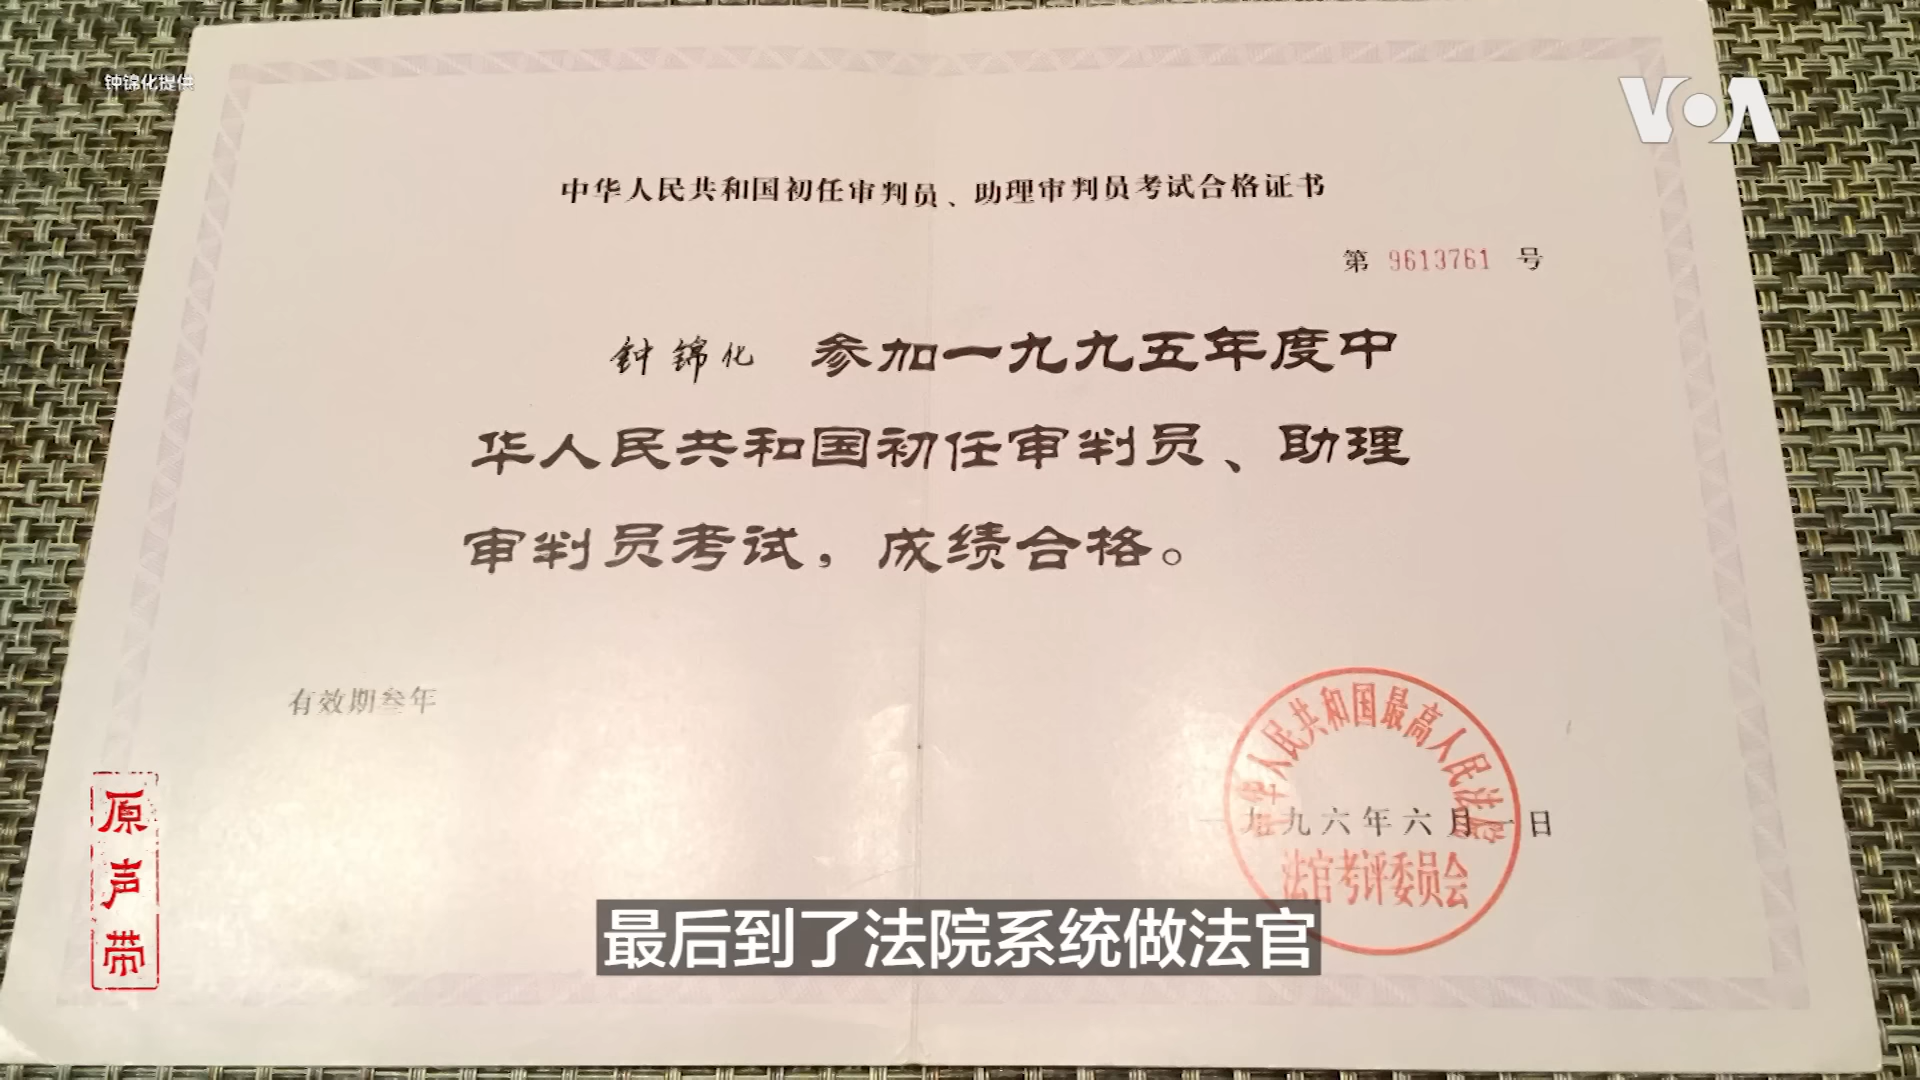 钟锦化提供
VOA
中华人民共和国初任审判员、助理审判员考试合格证书
第 9613761 号
钟锦化 参加一九九五年度中
华人民共和国初任审判员、助理
审判员考试，成绩合格。
有效期叁年
中华人民共和国最高人民法院
一九九六年六月一日
法官考评委员会
原声带
最后到了法院系统做法官